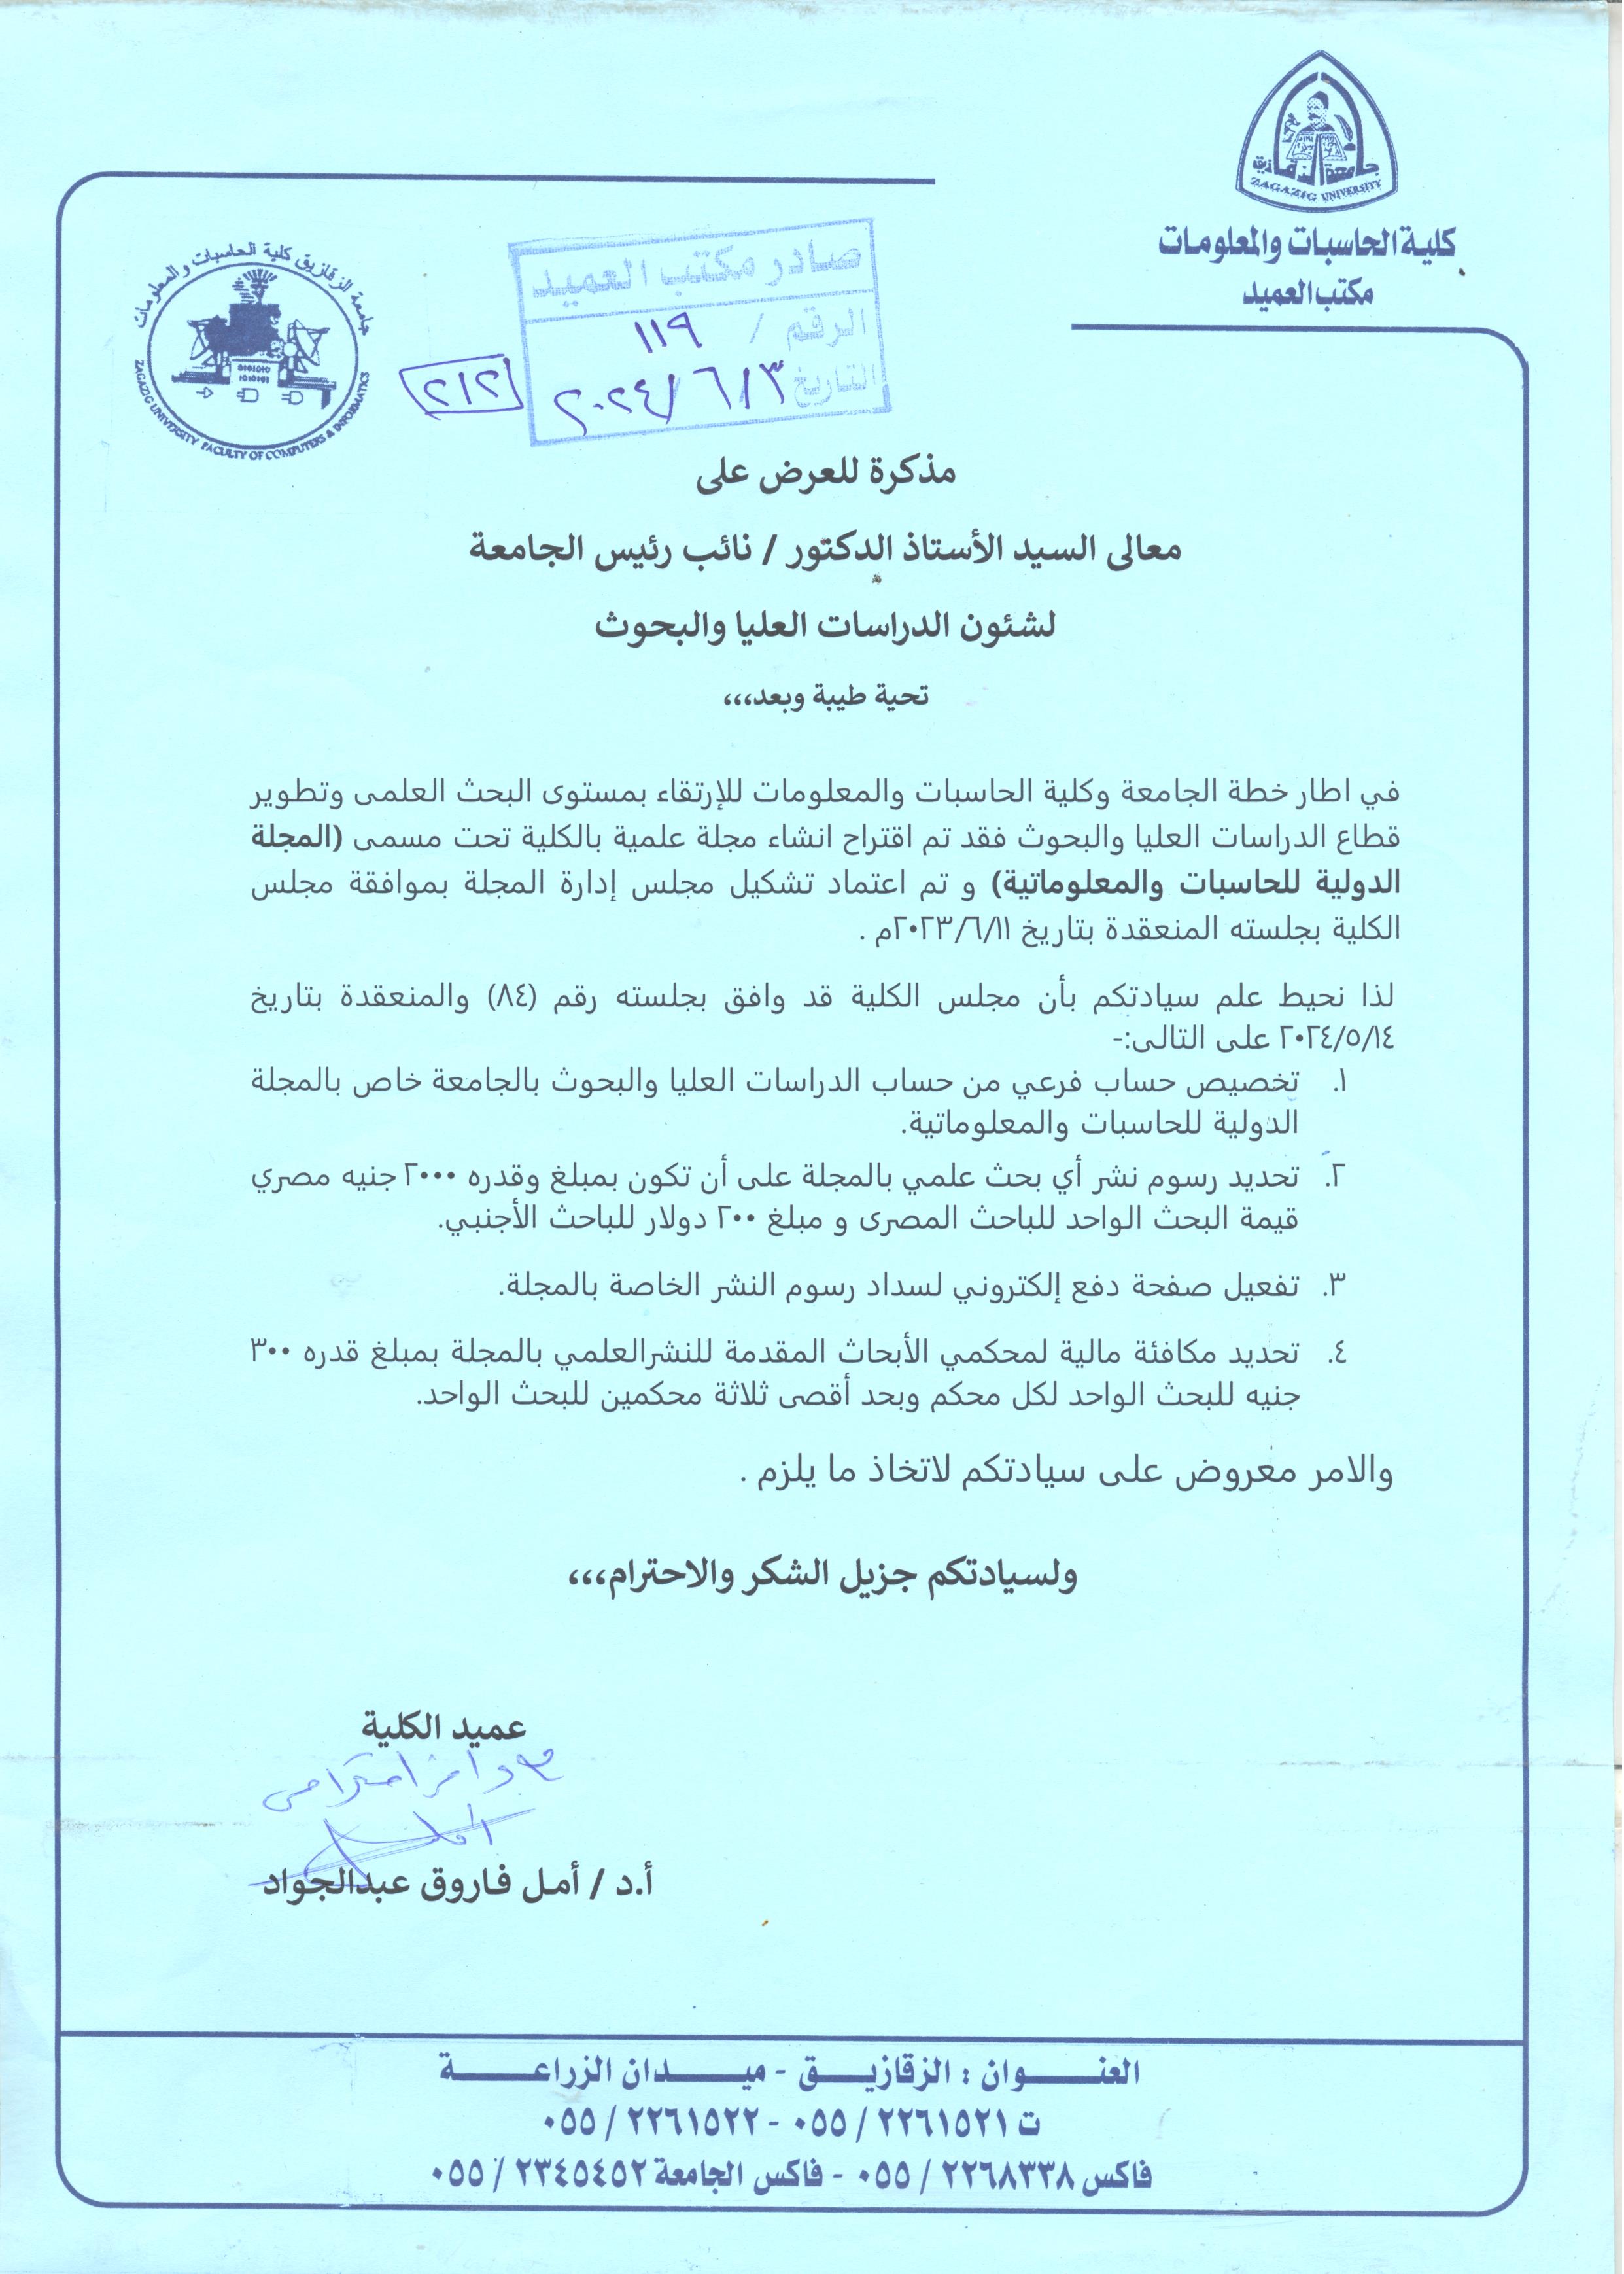 جامعة الزقازيق
ZAGAZIG UNIVERSITY
كلية الحاسبات والمعلومات
مكتب العميد
جامعة الزقازيق كلية الحاسبات والمعلومات
0101010
1010101
ZAGAZIG UNIVERSITY FACULTY OF COMPUTERS & INFORMATICS
صادر مكتب العميد
الرقم / ١١٩
التاريخ ٣/٦/٢٠٢٤
٢١٢
مذكرة للعرض على
معالى السيد الأستاذ الدكتور / نائب رئيس الجامعة
لشئون الدراسات العليا والبحوث
تحية طيبة وبعد،،،
في اطار خطة الجامعة وكلية الحاسبات والمعلومات للإرتقاء بمستوى البحث العلمى وتطوير
قطاع الدراسات العليا والبحوث فقد تم اقتراح انشاء مجلة علمية بالكلية تحت مسمى (المجلة
الدولية للحاسبات والمعلوماتية) و تم اعتماد تشكيل مجلس إدارة المجلة بموافقة مجلس
الكلية بجلسته المنعقدة بتاريخ ٢٠٢٣/٦/١١م .
لذا نحيط علم سيادتكم بأن مجلس الكلية قد وافق بجلسته رقم (٨٤) والمنعقدة بتاريخ
٢٠٢٤/٥/١٤ على التالى:-
١. تخصيص حساب فرعي من حساب الدراسات العليا والبحوث بالجامعة خاص بالمجلة
الدولية للحاسبات والمعلوماتية.
٢. تحديد رسوم نشر أي بحث علمي بالمجلة على أن تكون بمبلغ وقدره ٢٠٠٠ جنيه مصري
قيمة البحث الواحد للباحث المصرى و مبلغ ٢٠٠ دولار للباحث الأجنبي.
٣. تفعيل صفحة دفع إلكتروني لسداد رسوم النشر الخاصة بالمجلة.
٤. تحديد مكافئة مالية لمحكمي الأبحاث المقدمة للنشرالعلمي بالمجلة بمبلغ قدره ٣٠٠
جنيه للبحث الواحد لكل محكم وبحد أقصى ثلاثة محكمين للبحث الواحد.
والامر معروض على سيادتكم لاتخاذ ما يلزم .
ولسيادتكم جزيل الشكر والاحترام،،،
عميد الكلية
وافر احترامى
أ.د / أمل فاروق عبدالجواد
العنـــــوان : الزقازيـــق - ميـــــدان الزراعـــــــة
ت ٢٢٦١٥٢١ / ٠٥٥ - ٢٢٦١٥٢٢ / ٠٥٥
فاكس ٢٢٦٨٣٣٨ / ٠٥٥ - فاكس الجامعة ٢٣٤٥٤٥٢ / ٠٥٥